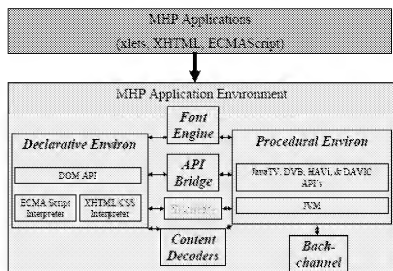 MHP Applications
(xlets, XHTML, ECMAScript)
MHP Application Environment
Font
Engine
Declarative Environ
Procedural Environ
API
Bridge
DOM API
JavaTV, DVB, HAVi, & DAVIC
API's
ECMA Script
Interpreter
XHTML/CSS
Interpreter
JVM
Content
Decoders
Back-
channel